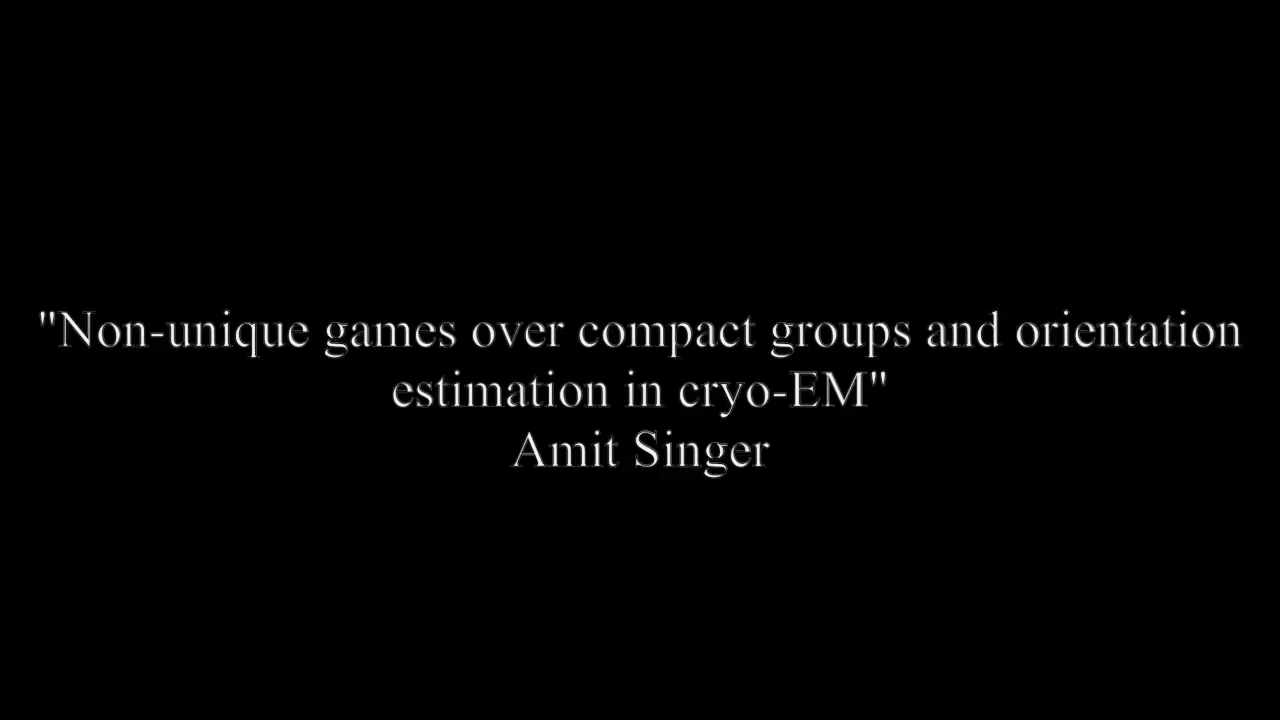 "Non-unique games over compact groups and orientation
estimation in cryo-EM"
Amit Singer